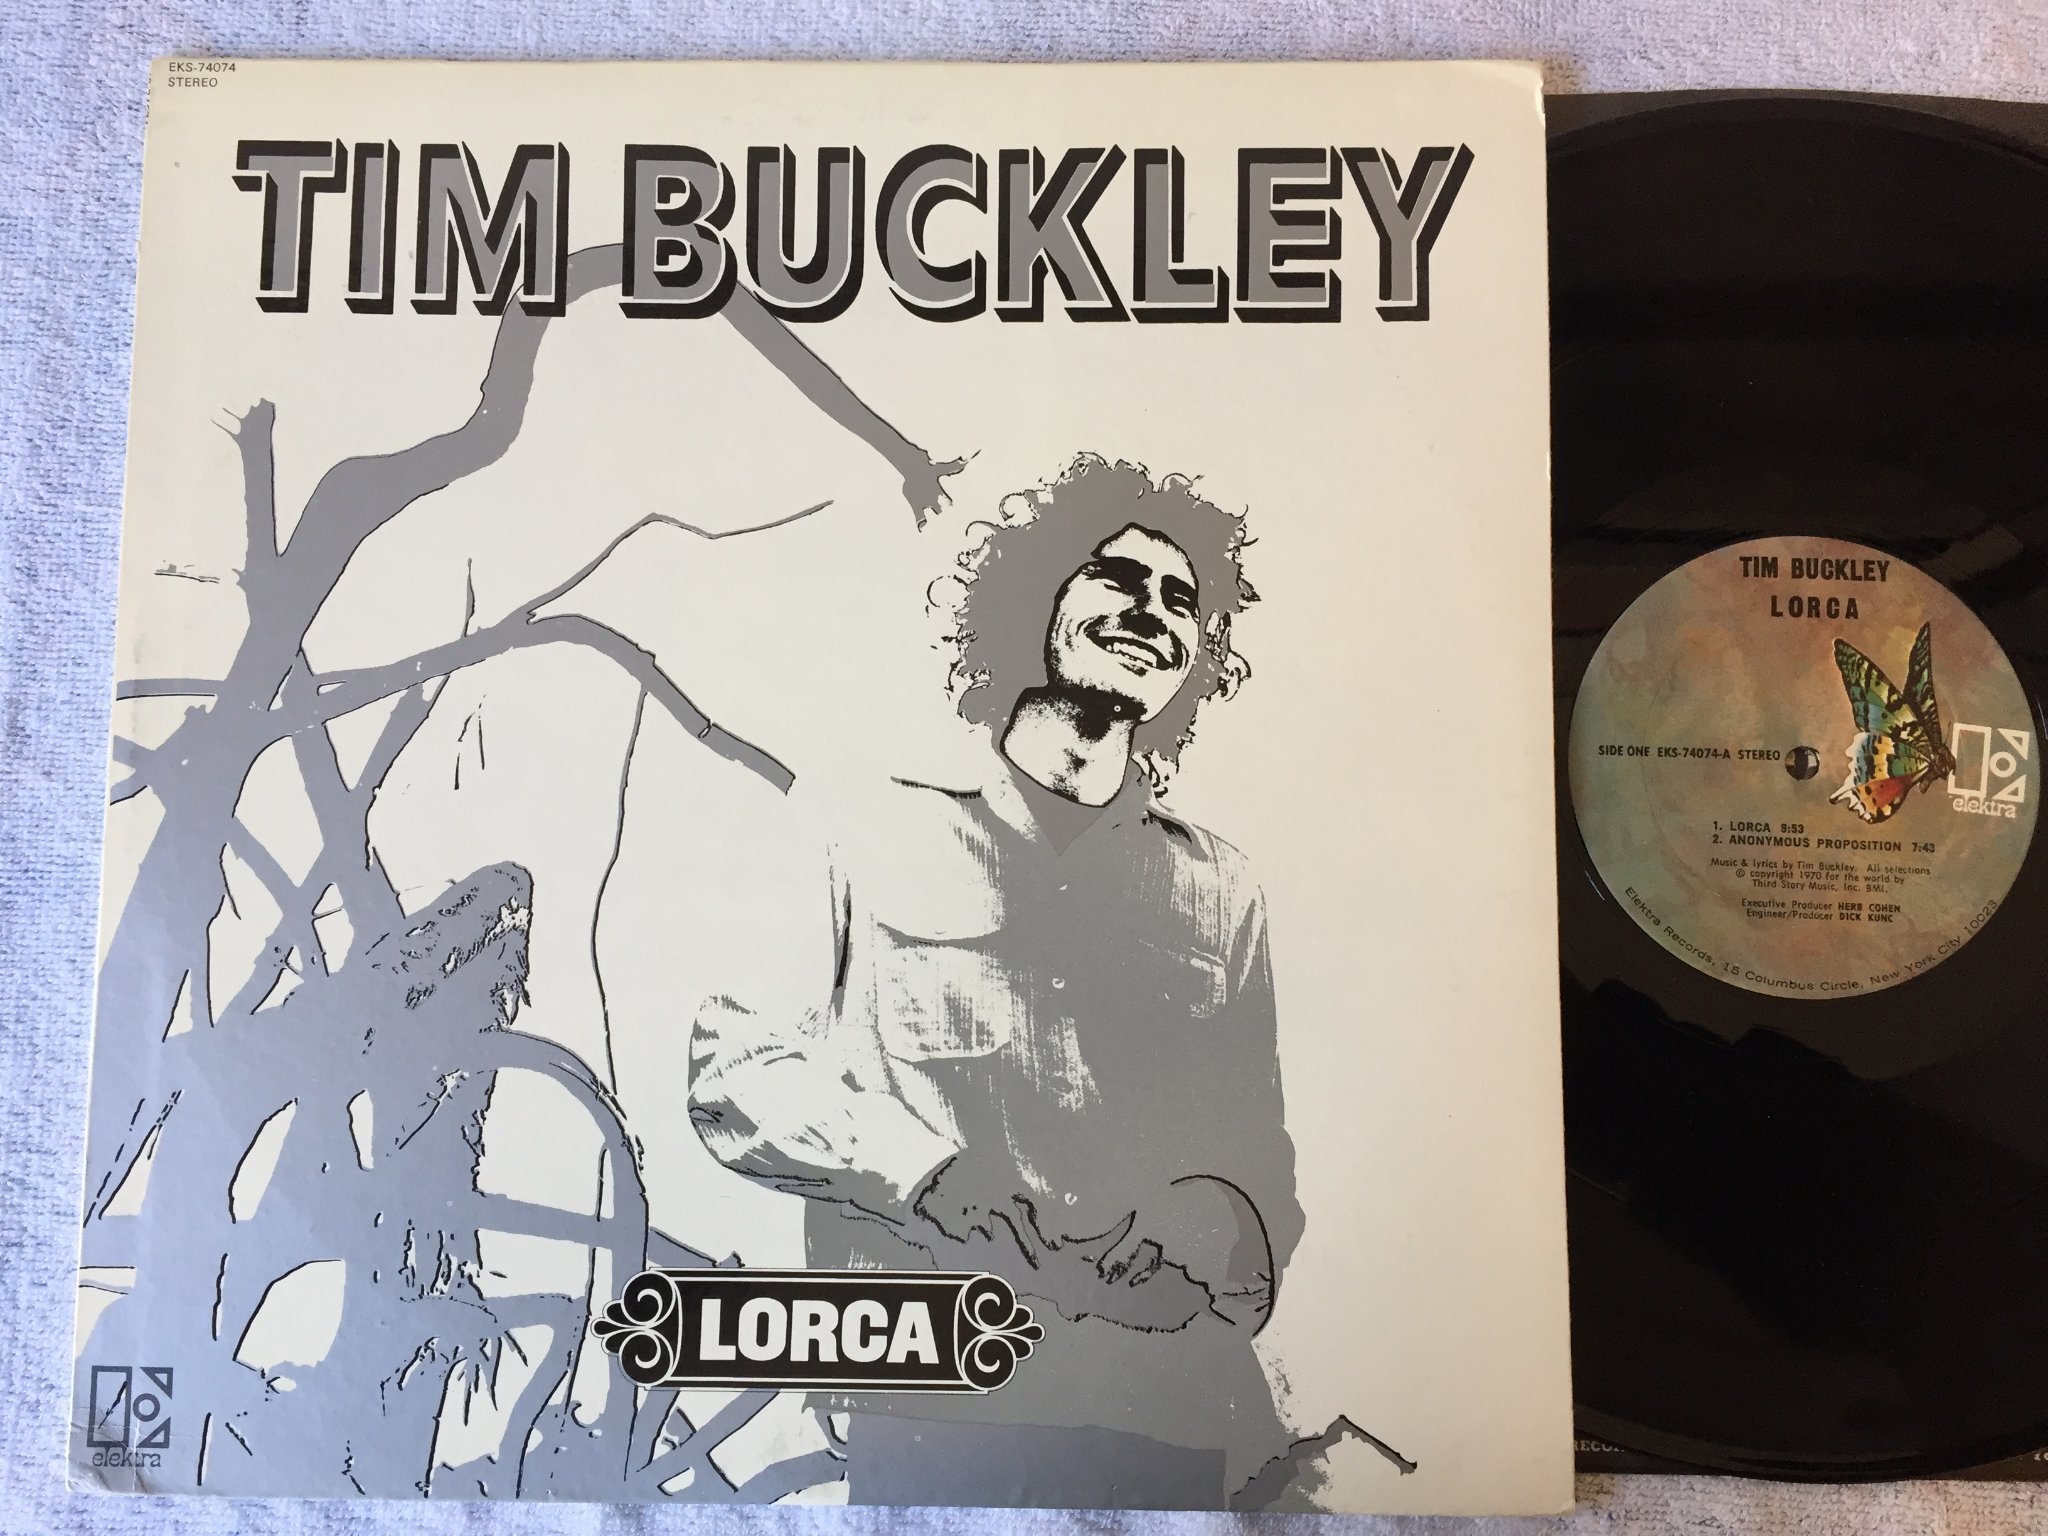 EKS-74074
STEREO
TIM BUCKLEY
LORCA
elektra
TIM BUCKLEY
LORCA
SIDE ONE EKS-74074-A STEREO
elektra
1. LORCA 9:53
2. ANONYMOUS PROPOSITION 7:43
Music & lyrics by Tim Buckley. All selections
© copyright 1970 for the world by
Third Story Music, Inc. BMI.
Executive Producer HERB COHEN
Engineer/Producer DICK KUNC
Elektra Records, 15 Columbus Circle, New York City 10023